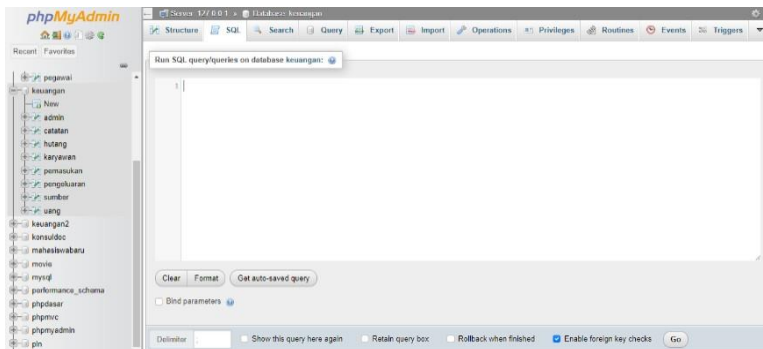 phpMyAdmin
Recent Favorites
pegawai
keuangan
New
admin
catatan
hutang
karyawan
pemasukan
pengeluaran
sumber
uang
keuangan2
konsuldoc
mahasiswabaru
movie
mysql
performance_schema
phpdasar
phpmvc
phpmyadmin
pln
Server: 127.0.0.1 » Database: keuangan
Structure SQL Search Query Export Import Operations Privileges Routines Events Triggers
Run SQL query/queries on database keuangan:
1
Clear Format Get auto-saved query
Bind parameters
Delimiter ; Show this query here again Retain query box Rollback when finished Enable foreign key checks Go